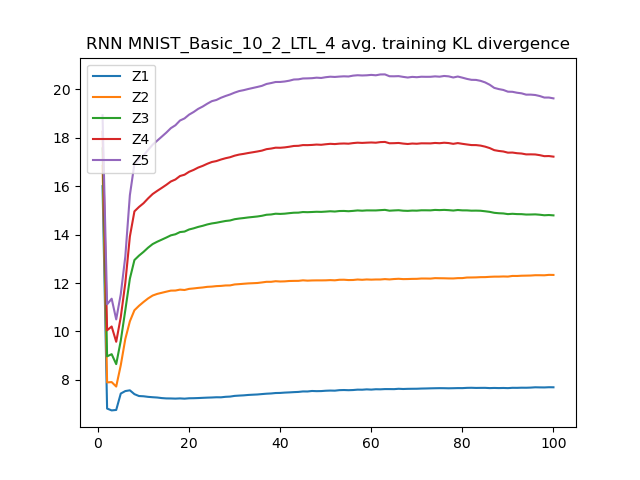 RNN MNIST_Basic_10_2_LTL_4 avg. training KL divergence
Z1
Z2
Z3
Z4
Z5
20
18
16
14
12
10
8
0 20 40 60 80 100